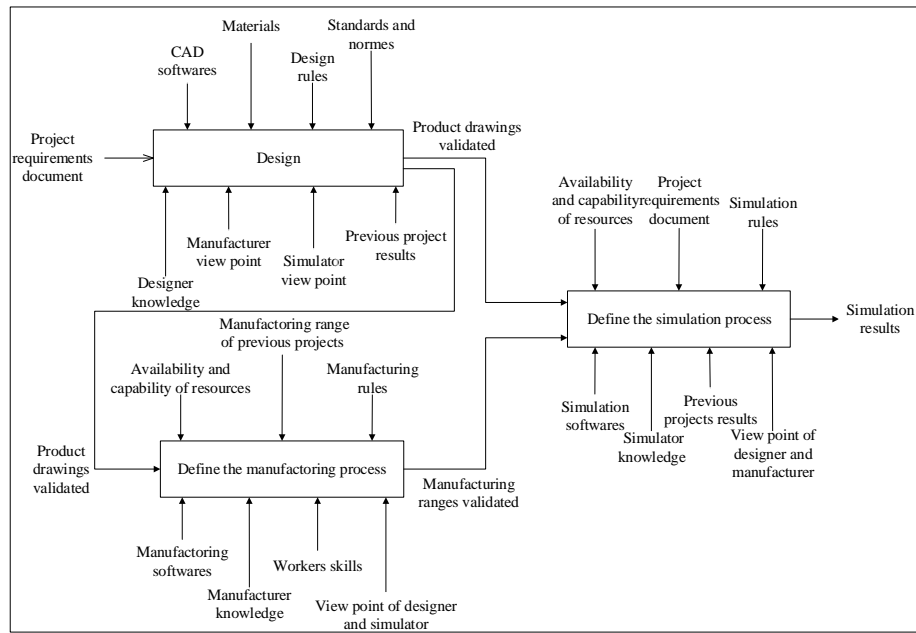 Materials
Standards and
normes
CAD
softwares
Design
rules
Product drawings
validated
Project
requirements
document
Design
Availability
and capability
of resources
Project
requirements
document
Simulation
rules
Manufacturer
view point
Simulator
view point
Previous project
results
Designer
knowledge
Define the simulation process
Simulation
results
Manufactoring range
of previous projects
Availability and
capability of resources
Manufacturing
rules
Simulation
softwares
Simulator
knowledge
Previous
projects results
View point of
designer and
manufacturer
Product
drawings
validated
Define the manufactoring process
Manufacturing
ranges validated
Manufactoring
softwares
Manufacturer
knowledge
Workers skills
View point of designer
and simulator